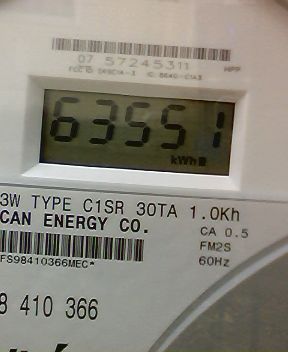 07 57245311
63551
kWh
3W TYPE C1SR 30TA 1.0Kh
CAN ENERGY CO.
CA 0.5
FM2S
FS98410366MEC*
60Hz
8 410 366